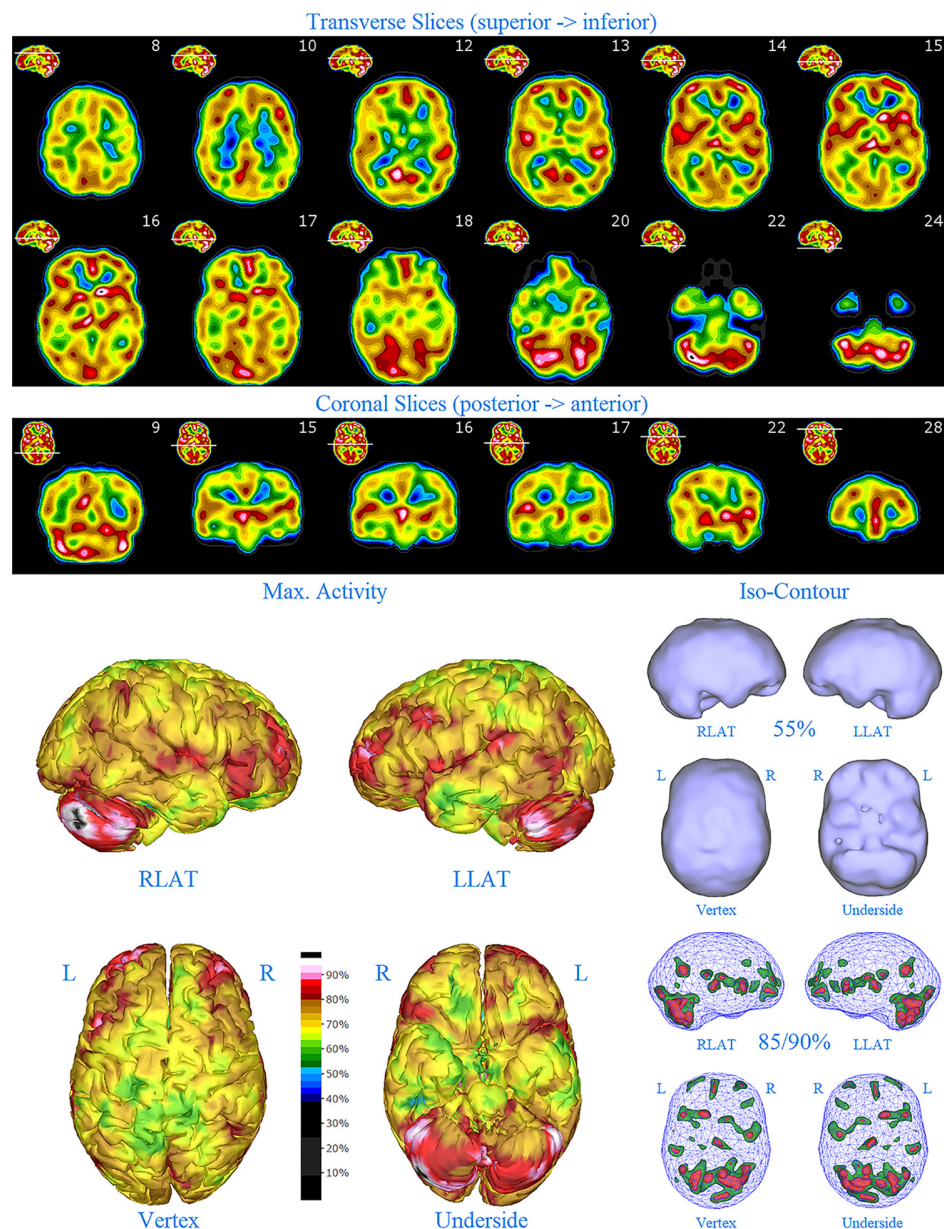 Transverse Slices (superior -> inferior)
8 10 12 13 14 15
16 17 18 20 22 24
Coronal Slices (posterior -> anterior)
9 15 16 17 22 28
Max. Activity
Iso-Contour
RLAT 55% LLAT
RLAT
LLAT
L R R L
Vertex Underside
L R R L
90%
80%
70%
60%
50%
40%
30%
20%
10%
RLAT 85/90% LLAT
L R R L
Vertex Underside
Vertex Underside